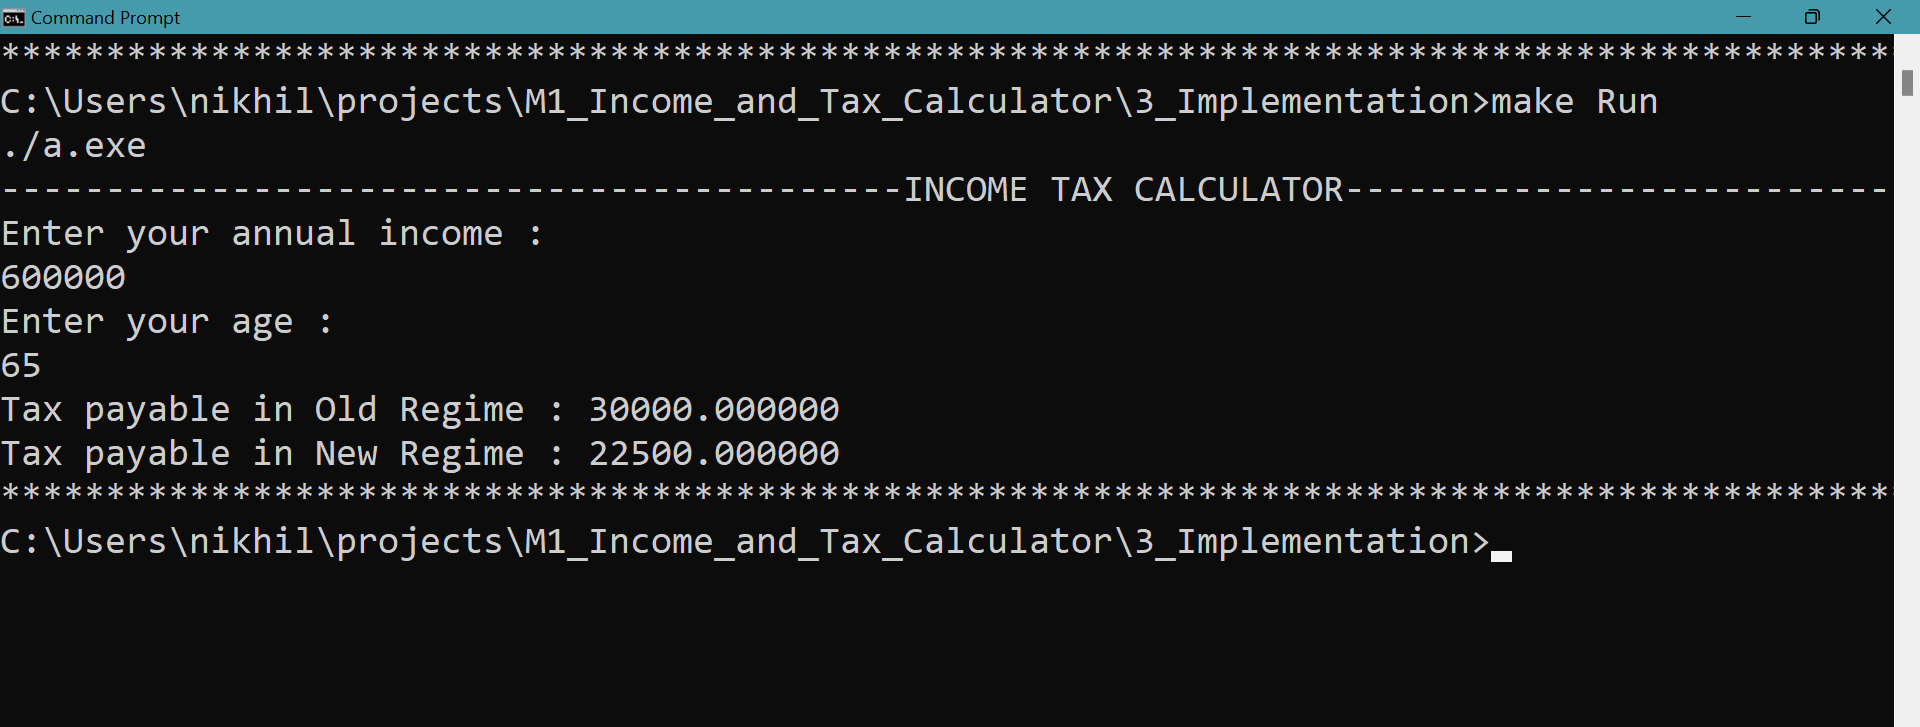 Command Prompt
******************************************************************************************
C:\Users\nikhil\projects\M1_Income_and_Tax_Calculator\3_Implementation>make Run
./a.exe
-------------------------------------------INCOME TAX CALCULATOR--------------------------
Enter your annual income :
600000
Enter your age :
65
Tax payable in Old Regime : 30000.000000
Tax payable in New Regime : 22500.000000
******************************************************************************************
C:\Users\nikhil\projects\M1_Income_and_Tax_Calculator\3_Implementation>